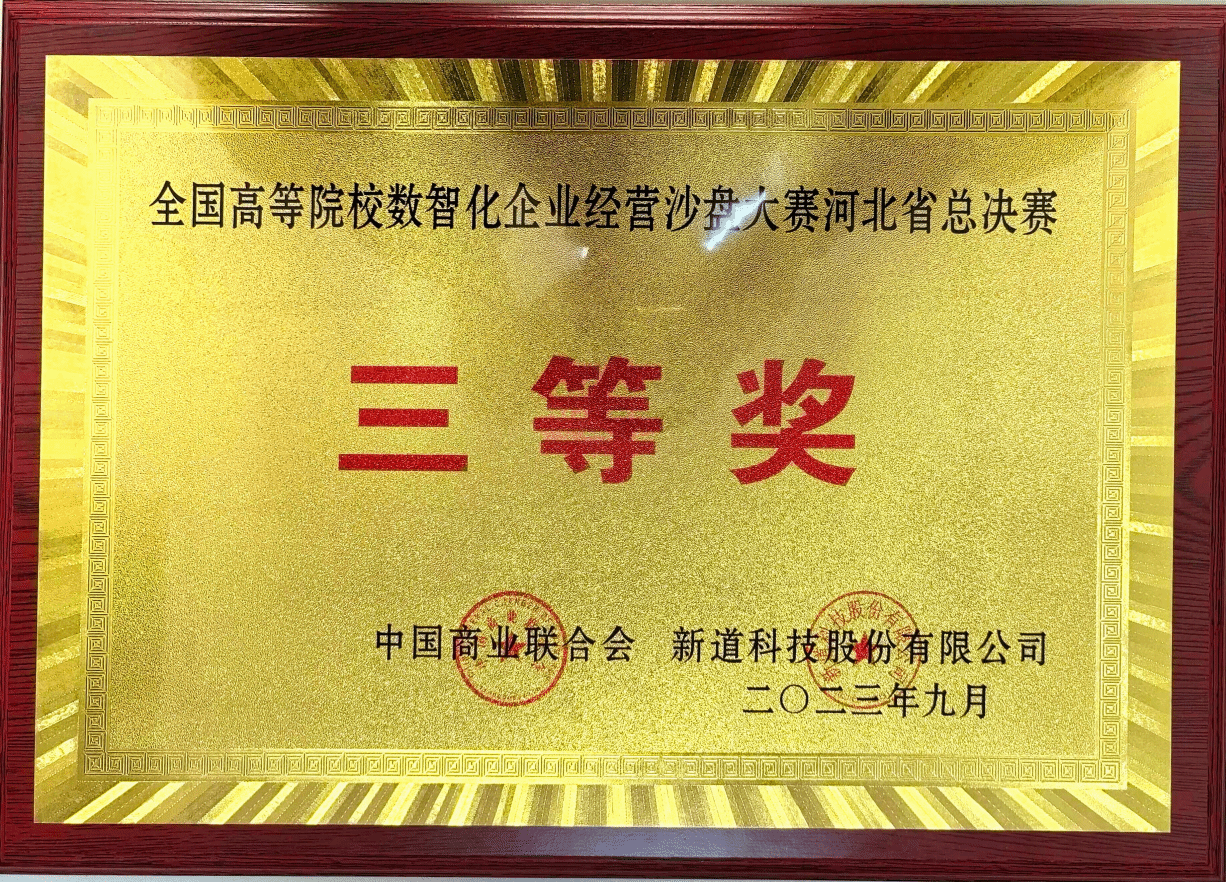 全国高等院校数智化企业经营沙盘大赛河北省总决赛
三等奖
中国商业联合会 新道科技股份有限公司
二〇二三年九月